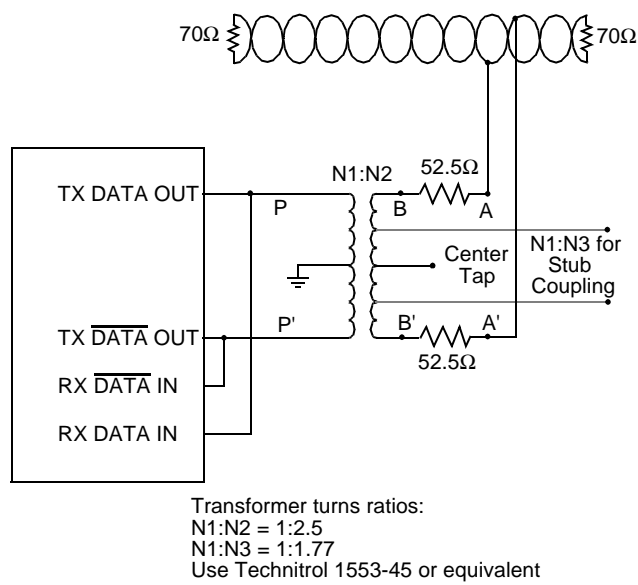 70Ω
70Ω
N1:N2
52.5Ω
TX DATA OUT
P
B
A
Center
Tap
N1:N3 for
Stub
Coupling
TX D̅A̅T̅A̅ OUT
P'
B'
A'
52.5Ω
RX D̅A̅T̅A̅ IN
RX DATA IN
Transformer turns ratios:
N1:N2 = 1:2.5
N1:N3 = 1:1.77
Use Technitrol 1553-45 or equivalent